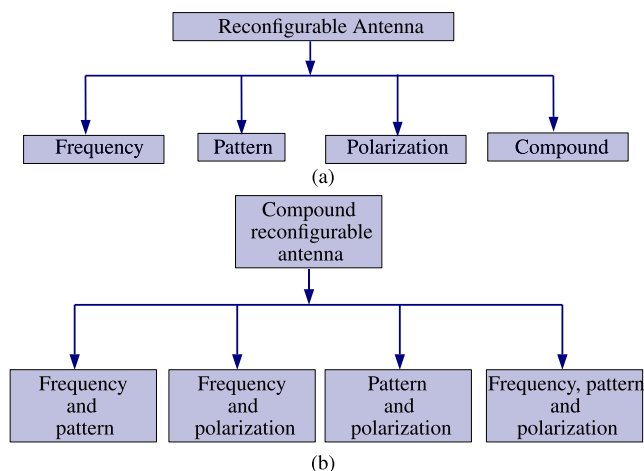 Reconfigurable Antenna
Frequency
Pattern
Polarization
Compound
(a)
Compound
reconfigurable
antenna
Frequency
and
pattern
Frequency
and
polarization
Pattern
and
polarization
Frequency, pattern
and
polarization
(b)